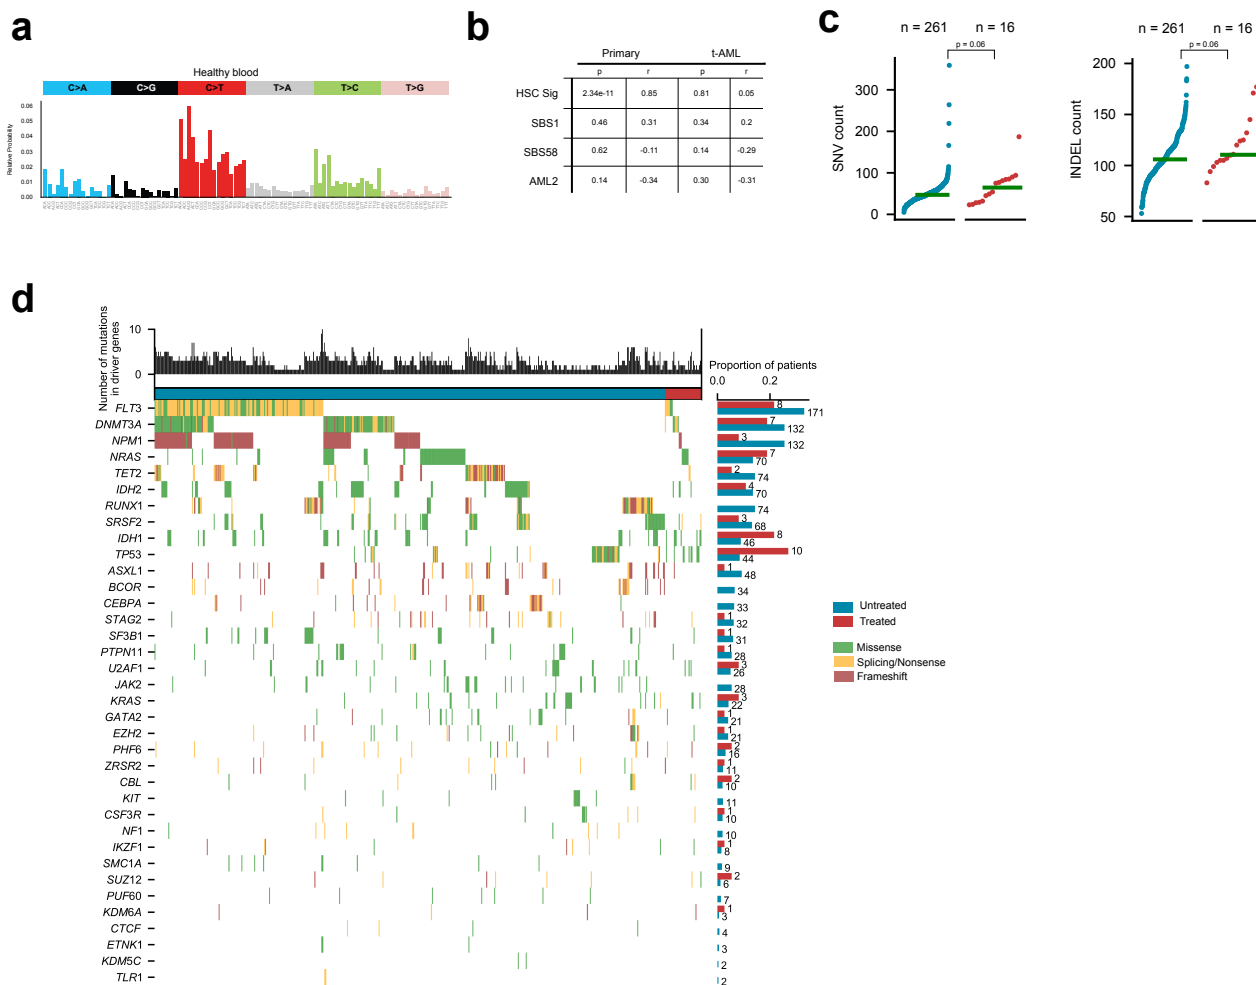 a
Healthy blood
C>A C>G C>T T>A T>C T>G
Relative Probability
0.06
0.05
0.04
0.03
0.02
0.01
0.00
b
Primary t-AML
p r p r
HSC Sig 2.34e-11 0.85 0.81 0.05
SBS1 0.46 0.31 0.34 0.2
SBS58 0.62 -0.11 0.14 -0.29
AML2 0.14 -0.34 0.30 -0.31
c
n = 261 n = 16
p = 0.06
SNV count
300
200
100
0
n = 261 n = 16
p = 0.06
INDEL count
200
150
100
50
d
Number of mutations
in driver genes
10
0
Proportion of patients
0.0 0.2
FLT3 8 171
DNMT3A 7 132
NPM1 3 132
NRAS 7 70
TET2 2 74
IDH2 4 70
RUNX1 74
SRSF2 3 68
IDH1 8 46
TP53 10 44
ASXL1 1 48
BCOR 34
CEBPA 33
STAG2 1 32
SF3B1 1 31
PTPN11 1 28
U2AF1 3 26
JAK2 28
KRAS 3 22
GATA2 1 21
EZH2 1 21
PHF6 2 16
ZRSR2 1 11
CBL 2 10
KIT 11
CSF3R 1 10
NF1 10
IKZF1 1 8
SMC1A 9
SUZ12 2 6
PUF60 7
KDM6A 1 3
CTCF 4
ETNK1 3
KDM5C 2
TLR1 2
Untreated
Treated
Missense
Splicing/Nonsense
Frameshift